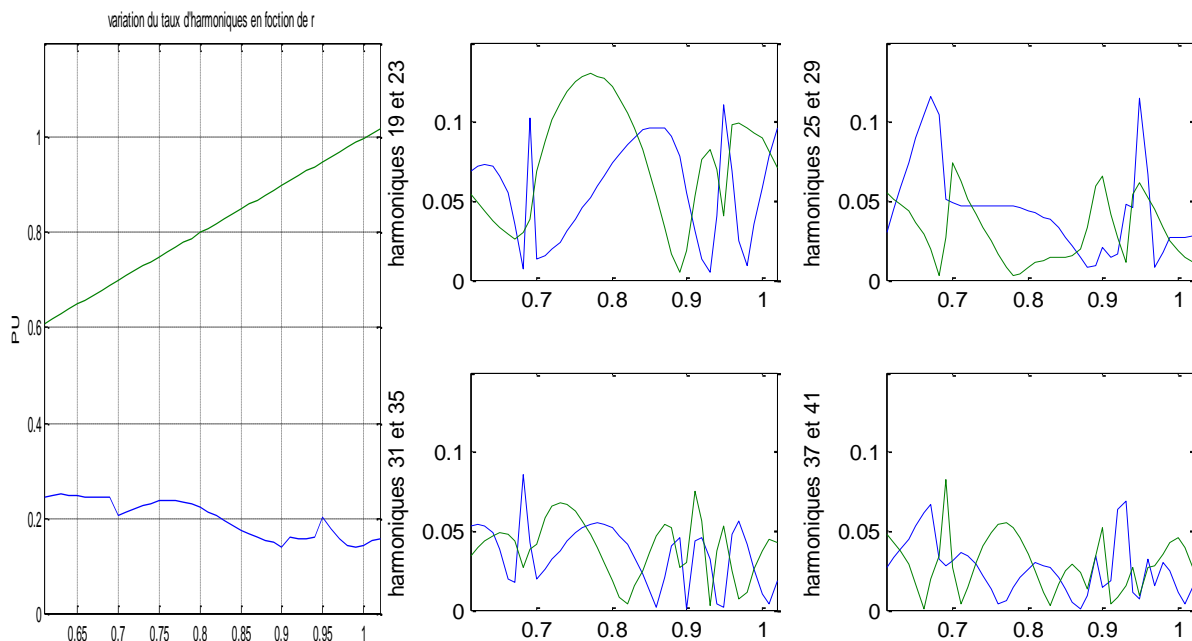 variation du taux d'harmoniques en foction de r
PU
1
0.8
0.6
0.4
0.2
0
0.65 0.7 0.75 0.8 0.85 0.9 0.95 1
harmoniques 19 et 23
0.1
0.05
0
0.7 0.8 0.9 1
harmoniques 25 et 29
0.1
0.05
0
0.7 0.8 0.9 1
harmoniques 31 et 35
0.1
0.05
0
0.7 0.8 0.9 1
harmoniques 37 et 41
0.1
0.05
0
0.7 0.8 0.9 1